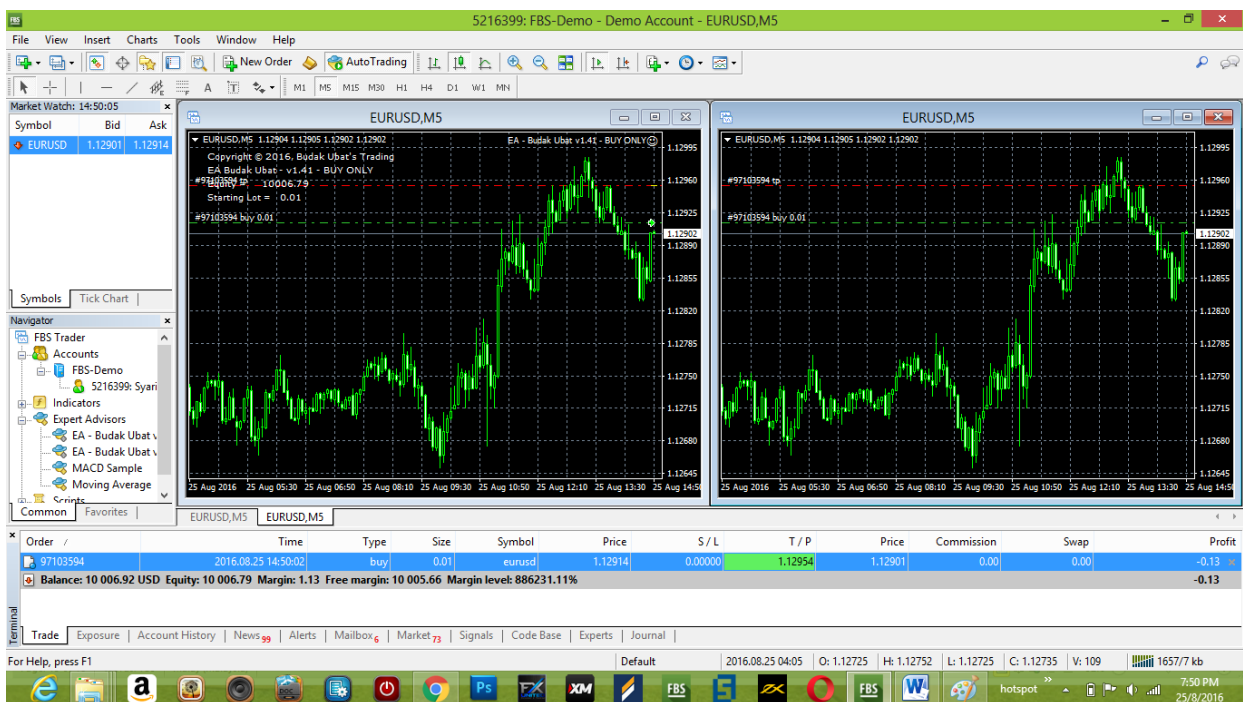 FBS 5216399: FBS-Demo - Demo Account - EURUSD,M5
File View Insert Charts Tools Window Help
New Order AutoTrading
A T M1 M5 M15 M30 H1 H4 D1 W1 MN
Market Watch: 14:50:05
Symbol Bid Ask
EURUSD 1.12901 1.12914
Symbols Tick Chart
Navigator
FBS Trader
Accounts
FBS-Demo
5216399: Syari
Indicators
Expert Advisors
EA - Budak Ubat v
EA - Budak Ubat v
MACD Sample
Moving Average
Scripts
Common Favorites
EURUSD,M5
EURUSD,M5 1.12904 1.12905 1.12902 1.12902
EA - Budak Ubat v1.41 - BUY ONLY
Copyright © 2016, Budak Ubat's Trading
EA Budak Ubat - v1.41 - BUY ONLY
#97103594 tp
Equity = 10006.79
Starting Lot = 0.01
#97103594 buy 0.01
1.12995
1.12960
1.12925
1.12902
1.12890
1.12855
1.12820
1.12785
1.12750
1.12715
1.12680
1.12645
25 Aug 2016 25 Aug 05:30 25 Aug 06:50 25 Aug 08:10 25 Aug 09:30 25 Aug 10:50 25 Aug 12:10 25 Aug 13:30 25 Aug 14:50
EURUSD,M5
EURUSD,M5 1.12904 1.12905 1.12902 1.12902
#97103594 tp
#97103594 buy 0.01
1.12995
1.12960
1.12925
1.12902
1.12890
1.12855
1.12820
1.12785
1.12750
1.12715
1.12680
1.12645
25 Aug 2016 25 Aug 05:30 25 Aug 06:50 25 Aug 08:10 25 Aug 09:30 25 Aug 10:50 25 Aug 12:10 25 Aug 13:30 25 Aug 14:50
EURUSD,M5 EURUSD,M5
Order / Time Type Size Symbol Price S / L T / P Price Commission Swap Profit
97103594 2016.08.25 14:50:02 buy 0.01 eurusd 1.12914 0.00000 1.12954 1.12901 0.00 0.00 -0.13
Balance: 10 006.92 USD Equity: 10 006.79 Margin: 1.13 Free margin: 10 005.66 Margin level: 886231.11% -0.13
Terminal
Trade Exposure Account History News 99 Alerts Mailbox 6 Market 73 Signals Code Base Experts Journal
For Help, press F1 Default 2016.08.25 04:05 O: 1.12725 H: 1.12752 L: 1.12725 C: 1.12735 V: 109 1657/7 kb
a DOC Ps FX XM FBS FBS W hotspot 7:50 PM
25/8/2016